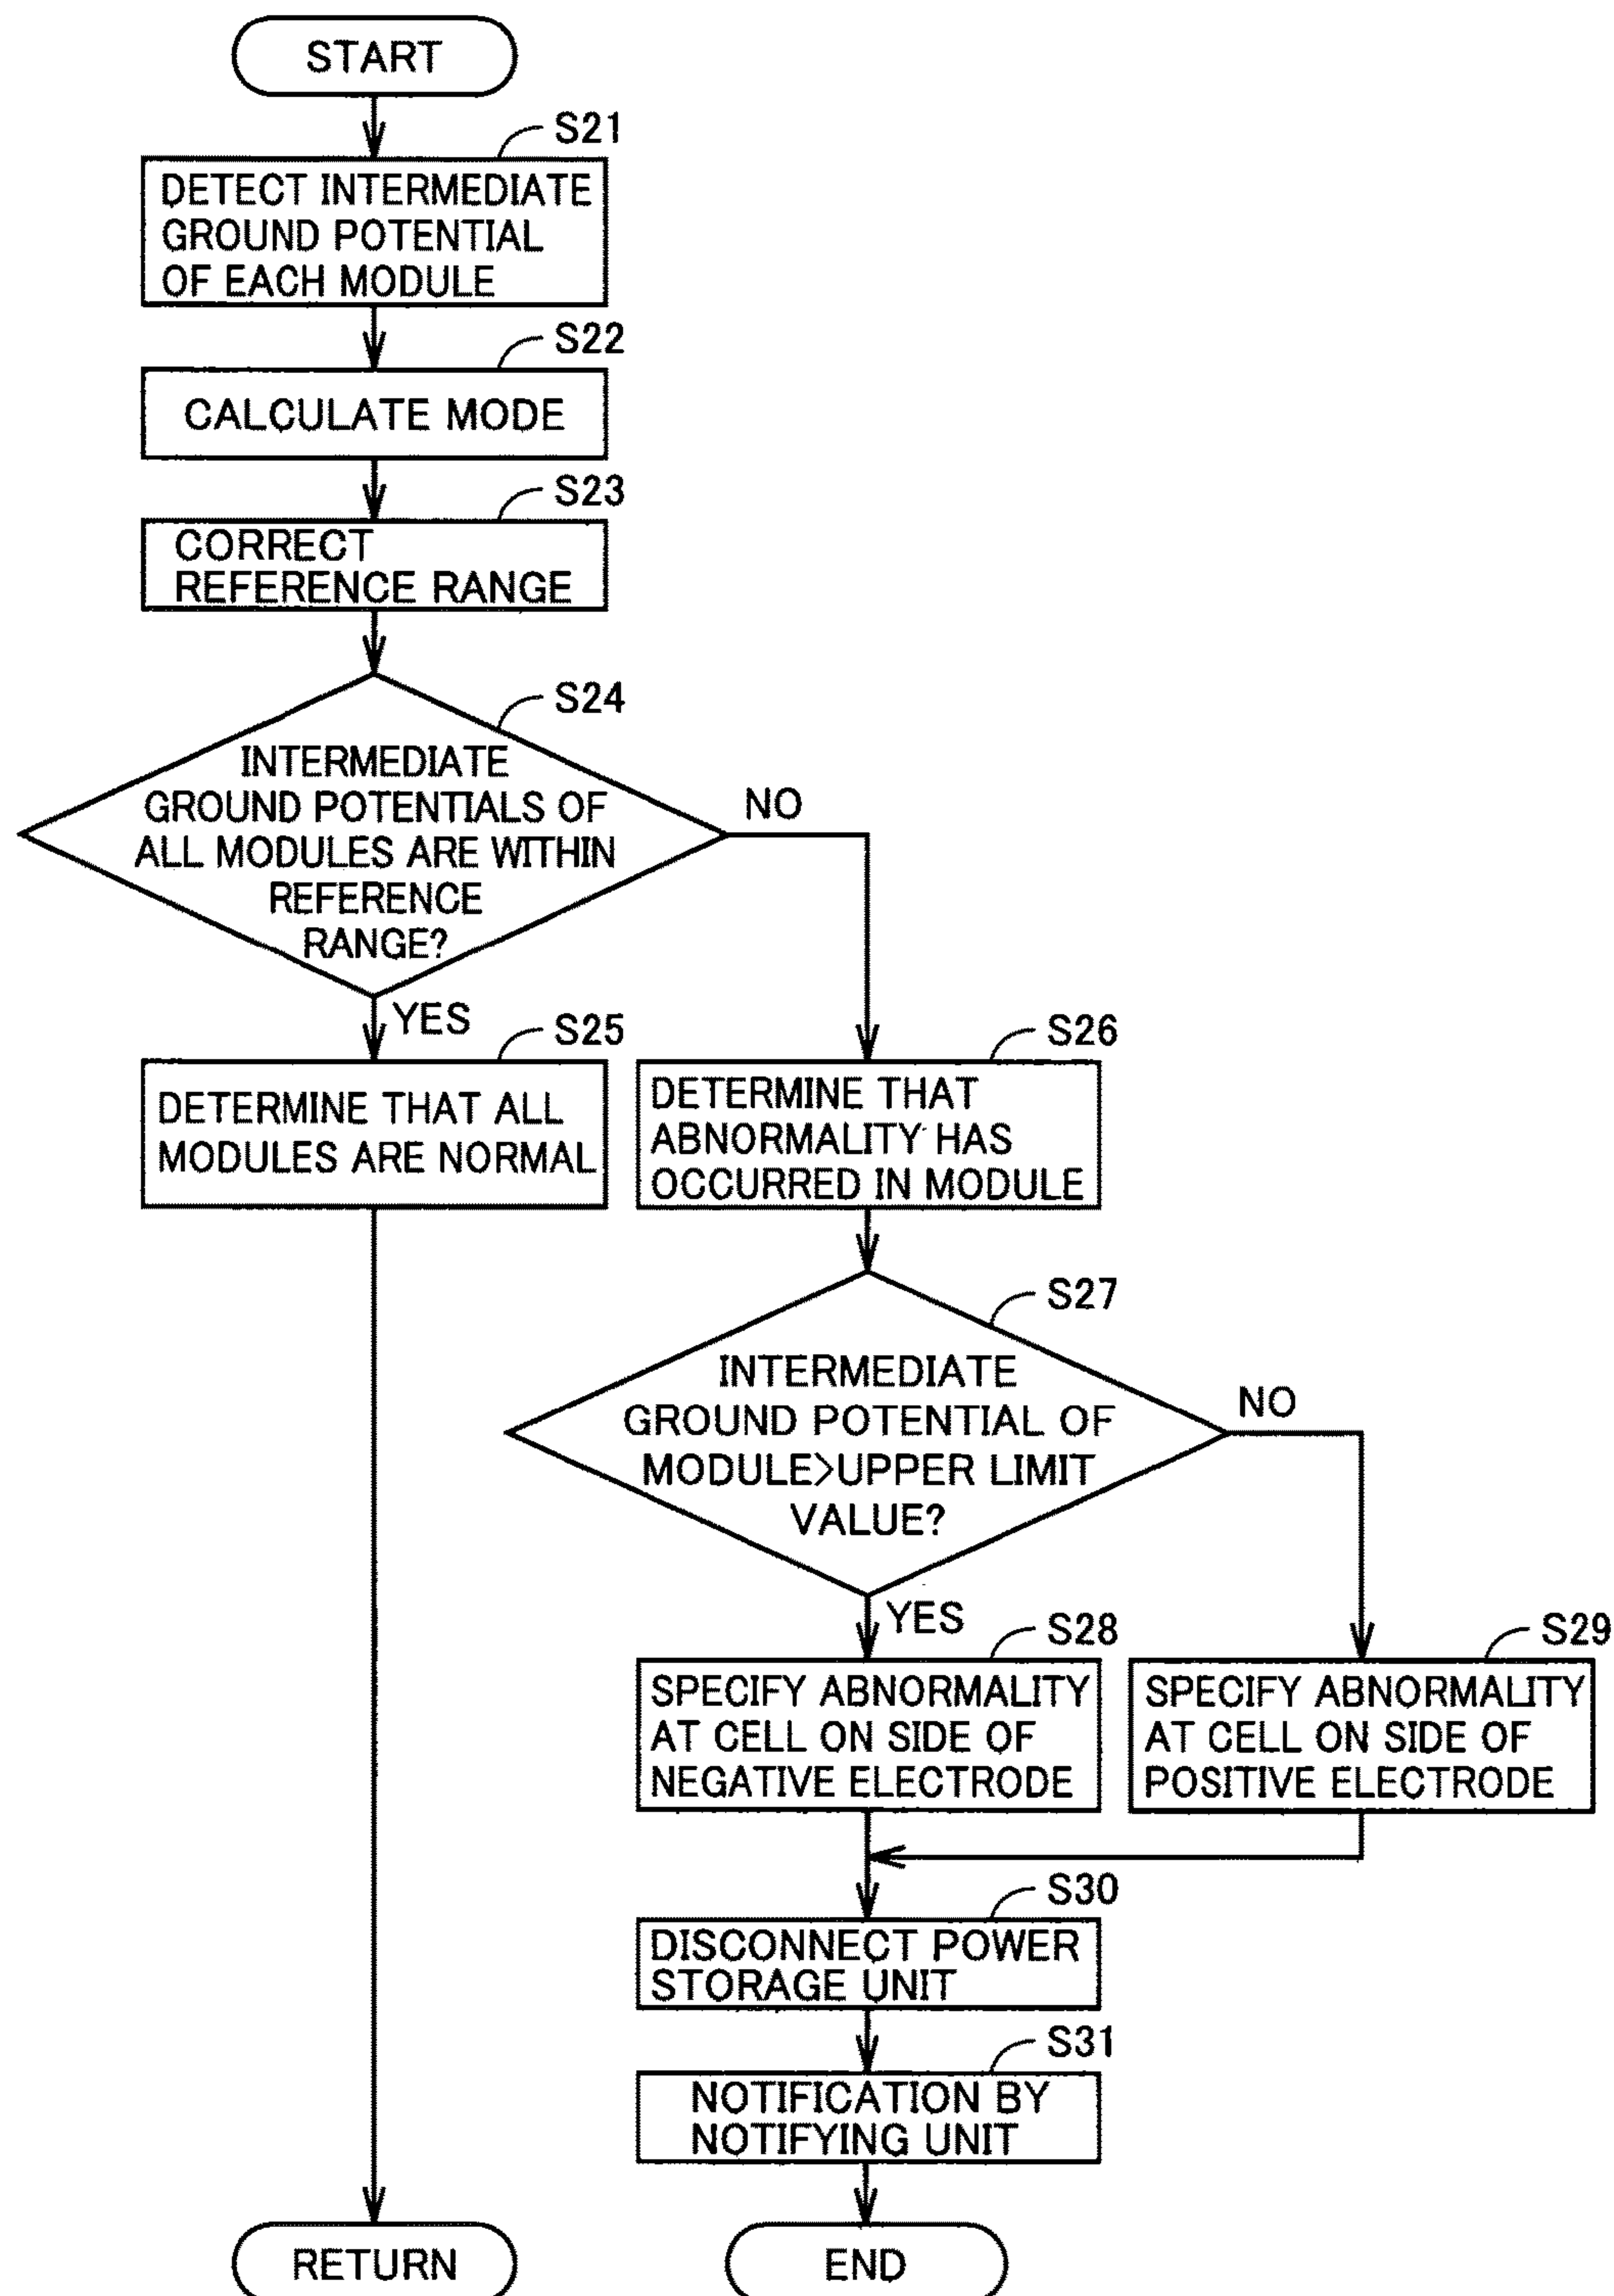 START
S21
DETECT INTERMEDIATE
GROUND POTENTIAL
OF EACH MODULE
S22
CALCULATE MODE
S23
CORRECT
REFERENCE RANGE
S24
INTERMEDIATE
GROUND POTENTIALS OF
ALL MODULES ARE WITHIN
REFERENCE
RANGE?
NO
YES
S25
DETERMINE THAT ALL
MODULES ARE NORMAL
S26
DETERMINE THAT
ABNORMALITY HAS
OCCURRED IN MODULE
S27
INTERMEDIATE
GROUND POTENTIAL OF
MODULE>UPPER LIMIT
VALUE?
NO
YES
S28
SPECIFY ABNORMALITY
AT CELL ON SIDE OF
NEGATIVE ELECTRODE
S29
SPECIFY ABNORMALITY
AT CELL ON SIDE OF
POSITIVE ELECTRODE
S30
DISCONNECT POWER
STORAGE UNIT
S31
NOTIFICATION BY
NOTIFYING UNIT
RETURN
END